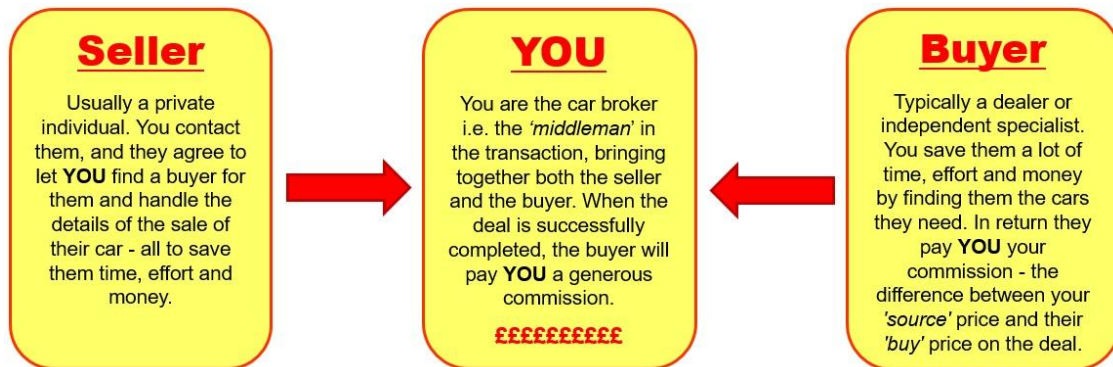 Seller
Usually a private
individual. You contact
them, and they agree to
let YOU find a buyer for
them and handle the
details of the sale of
their car - all to save
them time, effort and
money.
YOU
You are the car broker
i.e. the ‘middleman’ in
the transaction, bringing
together both the seller
and the buyer. When the
deal is successfully
completed, the buyer will
pay YOU a generous
commission.
££££££££££
Buyer
Typically a dealer or
independent specialist.
You save them a lot of
time, effort and money
by finding them the cars
they need. In return they
pay YOU your
commission - the
difference between your
'source' price and their
'buy' price on the deal.